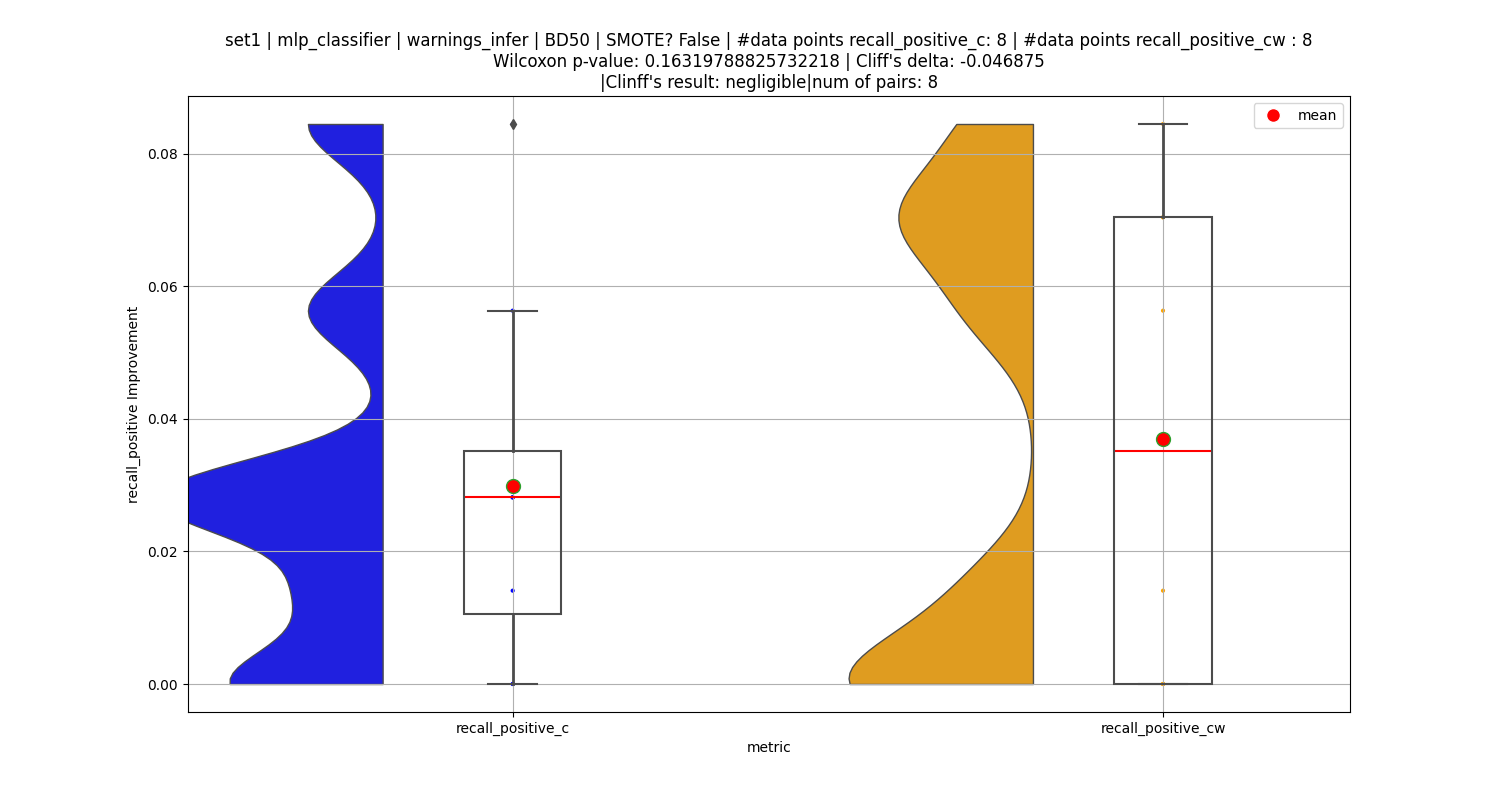 set1 | mlp_classifier | warnings_infer | BD50 | SMOTE? False | #data points recall_positive_c: 8 | #data points recall_positive_cw : 8
Wilcoxon p-value: 0.16319788825732218 | Cliff's delta: -0.046875
|Clinff's result: negligible|num of pairs: 8
mean
0.08
0.06
0.04
0.02
0.00
recall_positive Improvement
recall_positive_c
recall_positive_cw
metric